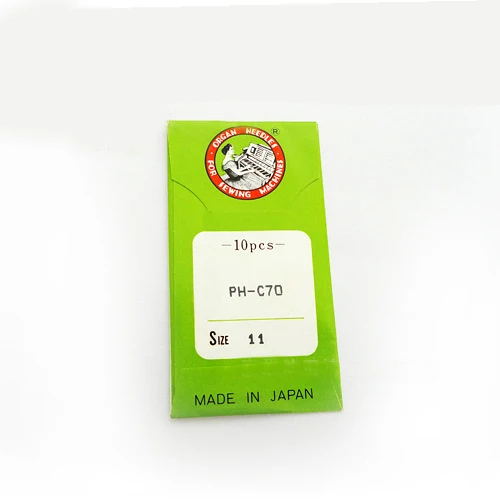 ORGAN NEEDLES
®
FOR SEWING MACHINES
-10pcs-
PH-C70
SIZE 11
MADE IN JAPAN